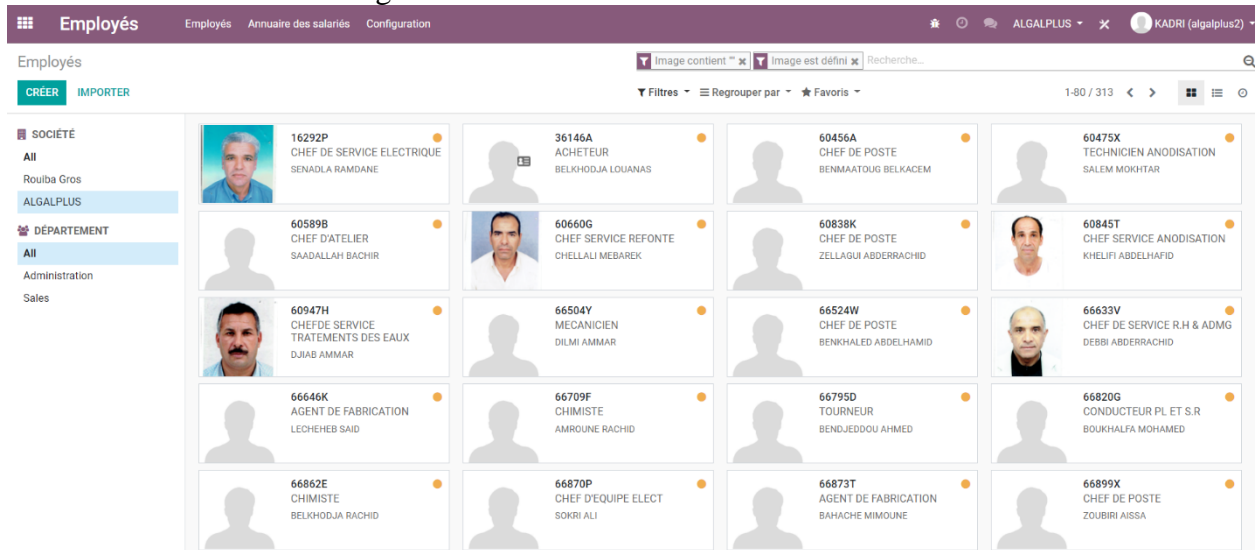 Employés Employés Annuaire des salariés Configuration ALGALPLUS KADRI (algalplus2)
Employés
Image contient "" Image est défini Recherche...
CRÉER IMPORTER
Filtres Regrouper par Favoris 1-80 / 313
SOCIÉTÉ
All
Rouiba Gros
ALGALPLUS
DÉPARTEMENT
All
Administration
Sales
16292P
CHEF DE SERVICE ELECTRIQUE
SENADLA RAMDANE
36146A
ACHETEUR
BELKHODJA LOUANAS
60456A
CHEF DE POSTE
BENMAATOUG BELKACEM
60475X
TECHNICIEN ANODISATION
SALEM MOKHTAR
60589B
CHEF D'ATELIER
SAADALLAH BACHIR
60660G
CHEF SERVICE REFONTE
CHELLALI MEBAREK
60838K
CHEF DE POSTE
ZELLAGUI ABDERRACHID
60845T
CHEF SERVICE ANODISATION
KHELIFI ABDELHAFID
60947H
CHEFDE SERVICE
TRATEMENTS DES EAUX
DJIAB AMMAR
66504Y
MECANICIEN
DILMI AMMAR
66524W
CHEF DE POSTE
BENKHALED ABDELHAMID
66633V
CHEF DE SERVICE R.H & ADMG
DEBBI ABDERRACHID
66646K
AGENT DE FABRICATION
LECHEHEB SAID
66709F
CHIMISTE
AMROUNE RACHID
66795D
TOURNEUR
BENDJEDDOU AHMED
66820G
CONDUCTEUR PL ET S.R
BOUKHALFA MOHAMED
66862E
CHIMISTE
BELKHODJA RACHID
66870P
CHEF D'EQUIPE ELECT
SOKRI ALI
66873T
AGENT DE FABRICATION
BAHACHE MIMOUNE
66899X
CHEF DE POSTE
ZOUBIRI AISSA